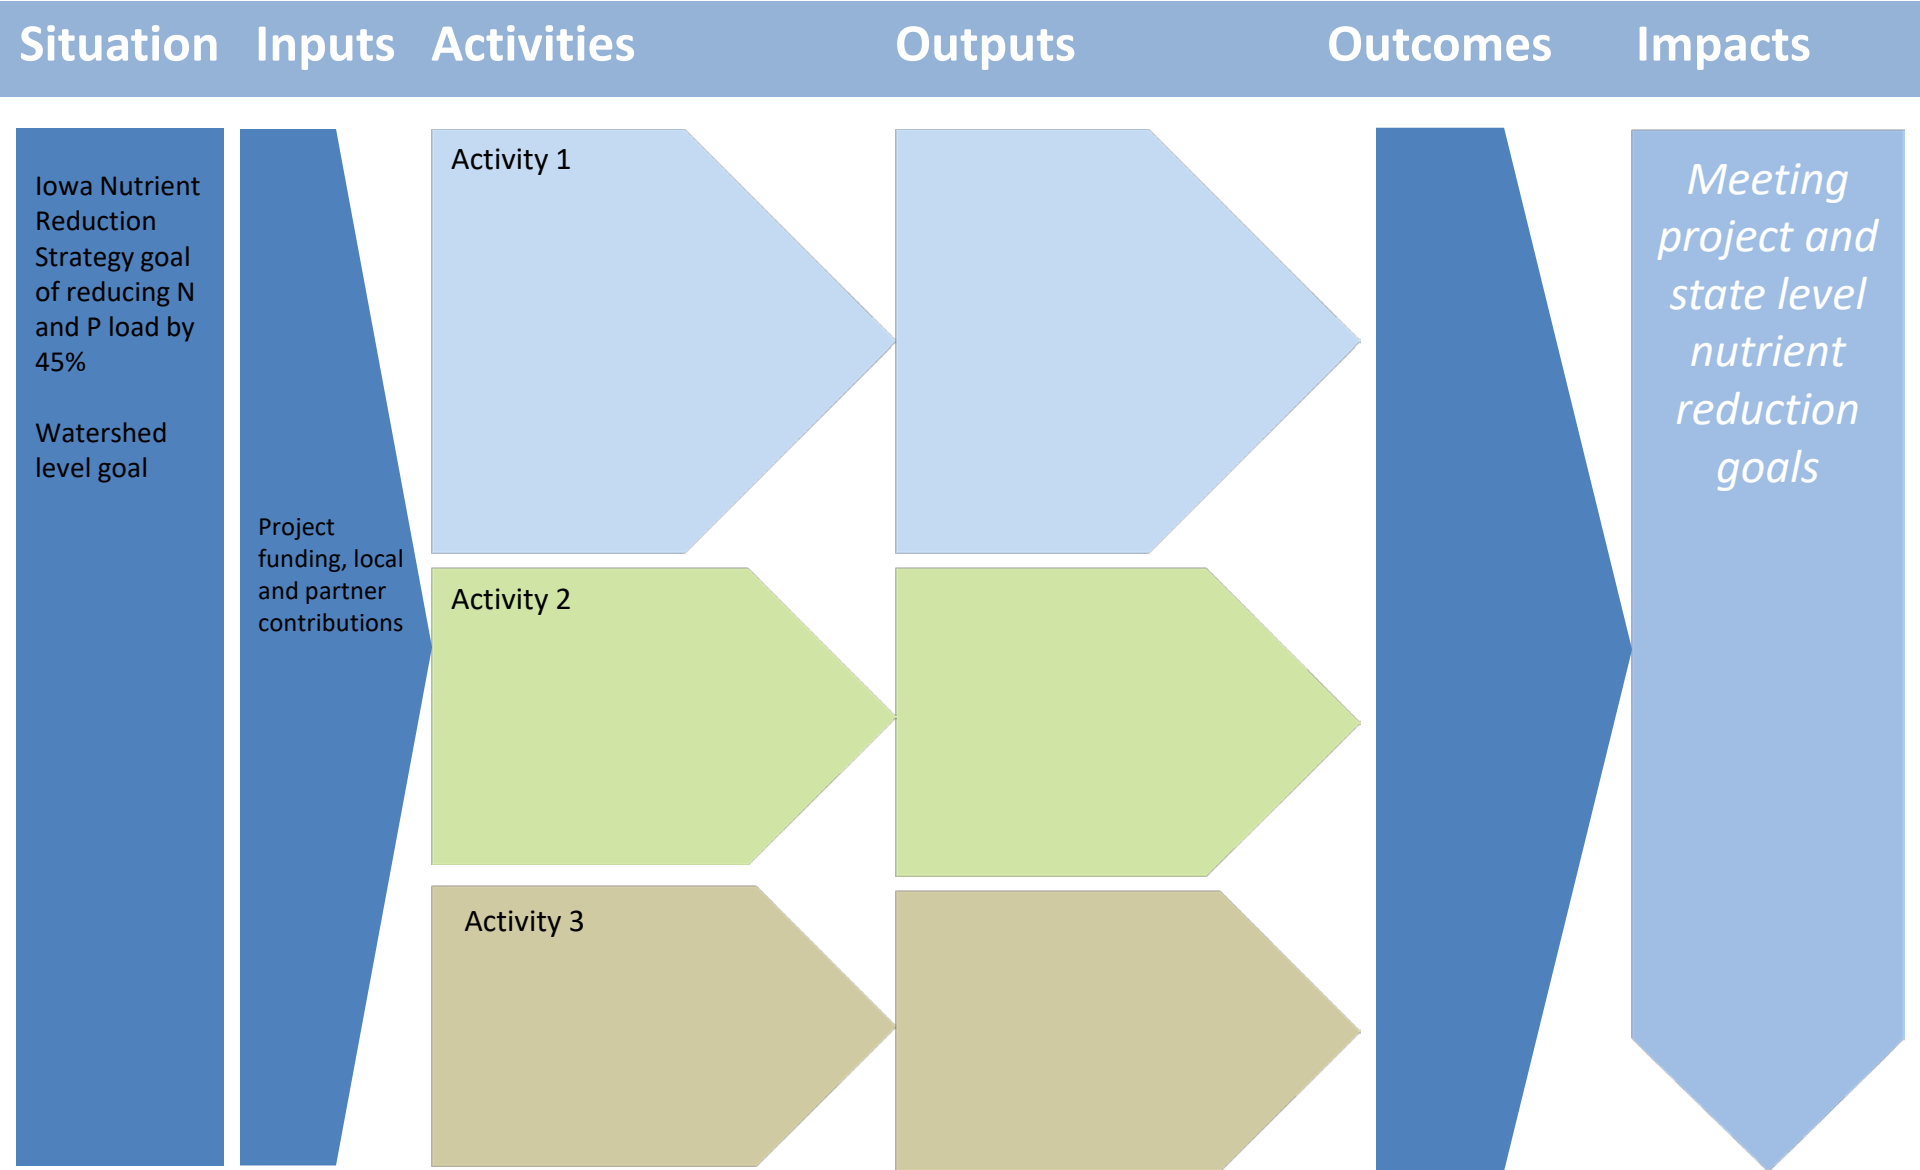 Situation Inputs Activities Outputs Outcomes Impacts
Iowa Nutrient
Reduction
Strategy goal
of reducing N
and P load by
45%
Watershed
level goal
Project
funding, local
and partner
contributions
Activity 1
Activity 2
Activity 3
Meeting
project and
state level
nutrient
reduction
goals